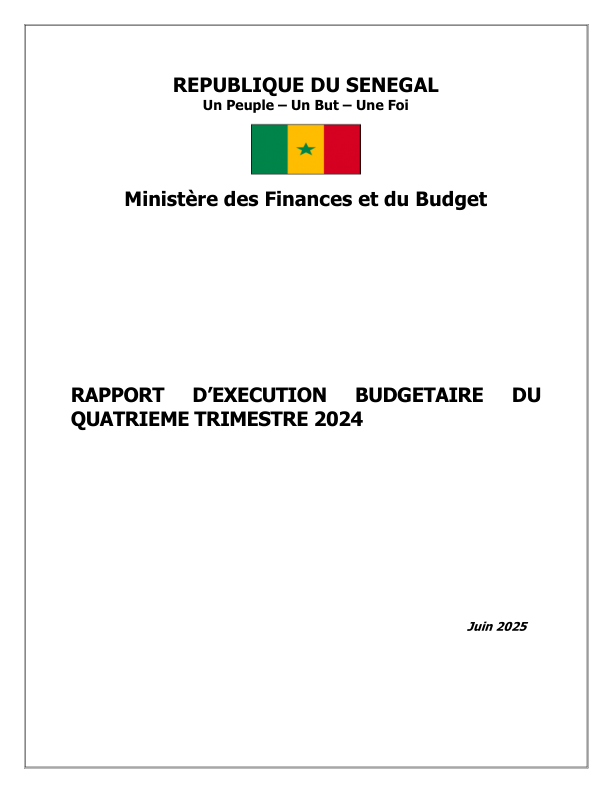 REPUBLIQUE DU SENEGAL
Un Peuple – Un But – Une Foi
Ministère des Finances et du Budget
RAPPORT D’EXECUTION BUDGETAIRE DU
QUATRIEME TRIMESTRE 2024
Juin 2025